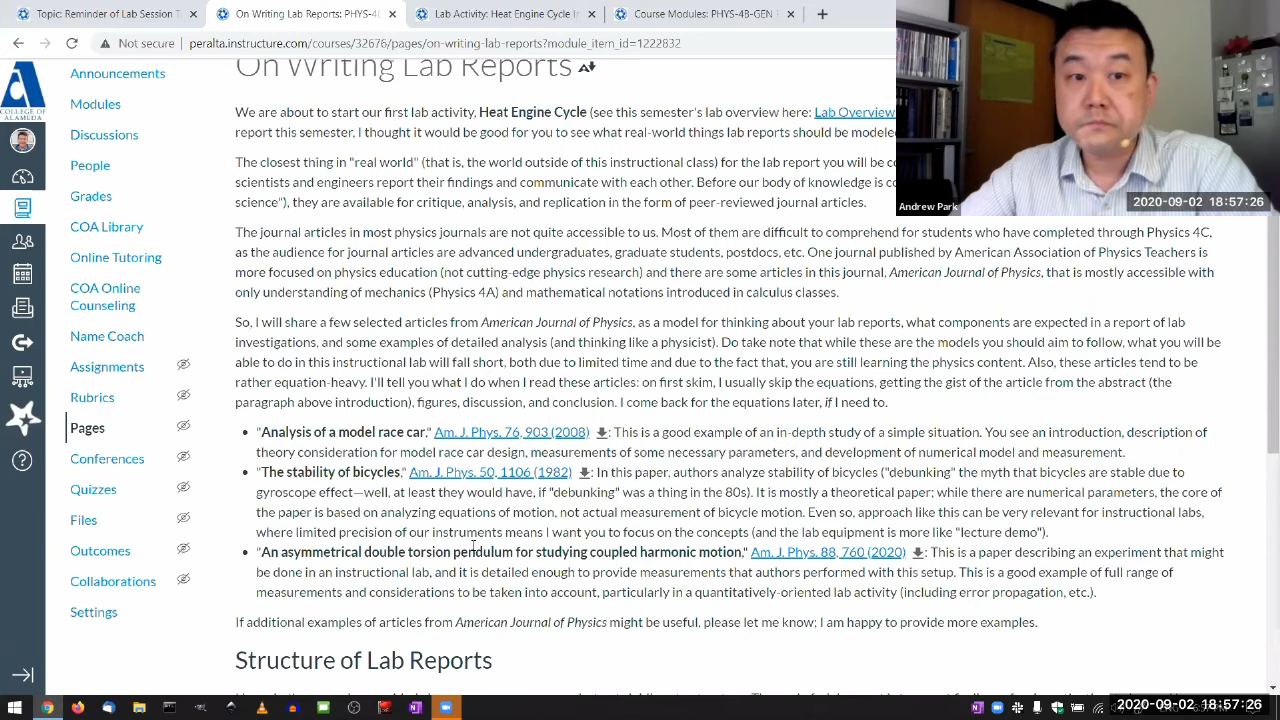 Topic: Reminder of Lab Session T
On Writing Lab Reports: PHYS-4B
Lab Activity: Heat Engine Cycle
Course Modules: PHYS-4B-GEN
Not secure
peralta.instructure.com/courses/32676/pages/on-writing-lab-reports?module_item_id=1222832
COLLEGE OF
ALAMEDA
Announcements
Modules
Discussions
People
Grades
COA Library
Online Tutoring
COA Online
Counseling
Name Coach
Assignments
Rubrics
Pages
Conferences
Quizzes
Files
Outcomes
Collaborations
Settings
On Writing Lab Reports
We are about to start our first lab activity, Heat Engine Cycle (see this semester's lab overview here: Lab Overview
report this semester, I thought it would be good for you to see what real-world things lab reports should be modele
The closest thing in "real world" (that is, the world outside of this instructional class) for the lab report you will be co
scientists and engineers report their findings and communicate with each other. Before our body of knowledge is co
science"), they are available for critique, analysis, and replication in the form of peer-reviewed journal articles.
The journal articles in most physics journals are not quite accessible to us. Most of them are difficult to comprehend for students who have completed through Physics 4C,
as the audience for journal articles are advanced undergraduates, graduate students, postdocs, etc. One journal published by American Association of Physics Teachers is
more focused on physics education (not cutting-edge physics research) and there are some articles in this journal, American Journal of Physics, that is mostly accessible with
only understanding of mechanics (Physics 4A) and mathematical notations introduced in calculus classes.
So, I will share a few selected articles from American Journal of Physics, as a model for thinking about your lab reports, what components are expected in a report of lab
investigations, and some examples of detailed analysis (and thinking like a physicist). Do take note that while these are the models you should aim to follow, what you will be
able to do in this instructional lab will fall short, both due to limited time and due to the fact that, you are still learning the physics content. Also, these articles tend to be
rather equation-heavy. I'll tell you what I do when I read these articles: on first skim, I usually skip the equations, getting the gist of the article from the abstract (the
paragraph above introduction), figures, discussion, and conclusion. I come back for the equations later, if I need to.
• "Analysis of a model race car," Am. J. Phys. 76, 903 (2008) : This is a good example of an in-depth study of a simple situation. You see an introduction, description of
theory consideration for model race car design, measurements of some necessary parameters, and development of numerical model and measurement.
• "The stability of bicycles," Am. J. Phys. 50, 1106 (1982) : In this paper, authors analyze stability of bicycles ("debunking" the myth that bicycles are stable due to
gyroscope effect—well, at least they would have, if "debunking" was a thing in the 80s). It is mostly a theoretical paper; while there are numerical parameters, the core of
the paper is based on analyzing equations of motion, not actual measurement of bicycle motion. Even so, approach like this can be very relevant for instructional labs,
where limited precision of our instruments means I want you to focus on the concepts (and the lab equipment is more like "lecture demo").
• "An asymmetrical double torsion pendulum for studying coupled harmonic motion," Am. J. Phys. 88, 760 (2020) : This is a paper describing an experiment that might
be done in an instructional lab, and it is detailed enough to provide measurements that authors performed with this setup. This is a good example of full range of
measurements and considerations to be taken into account, particularly in a quantitatively-oriented lab activity (including error propagation, etc.).
If additional examples of articles from American Journal of Physics might be useful, please let me know; I am happy to provide more examples.
Structure of Lab Reports
Andrew Park
2020-09-02 18:57:26
2020-09-02 18:57:26